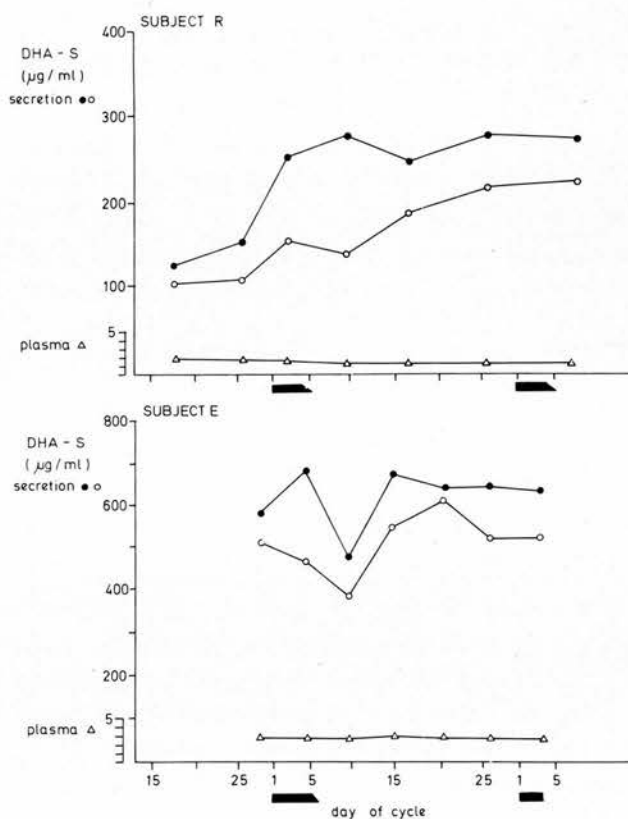 SUBJECT R
400
DHA - S
(µg / ml)
secretion ●○
300
200
100
5
plasma △
SUBJECT E
800
DHA - S
( µg / ml)
secretion ● ○
600
400
200
5
plasma △
15 25 1 5 15 25 1 5
day of cycle